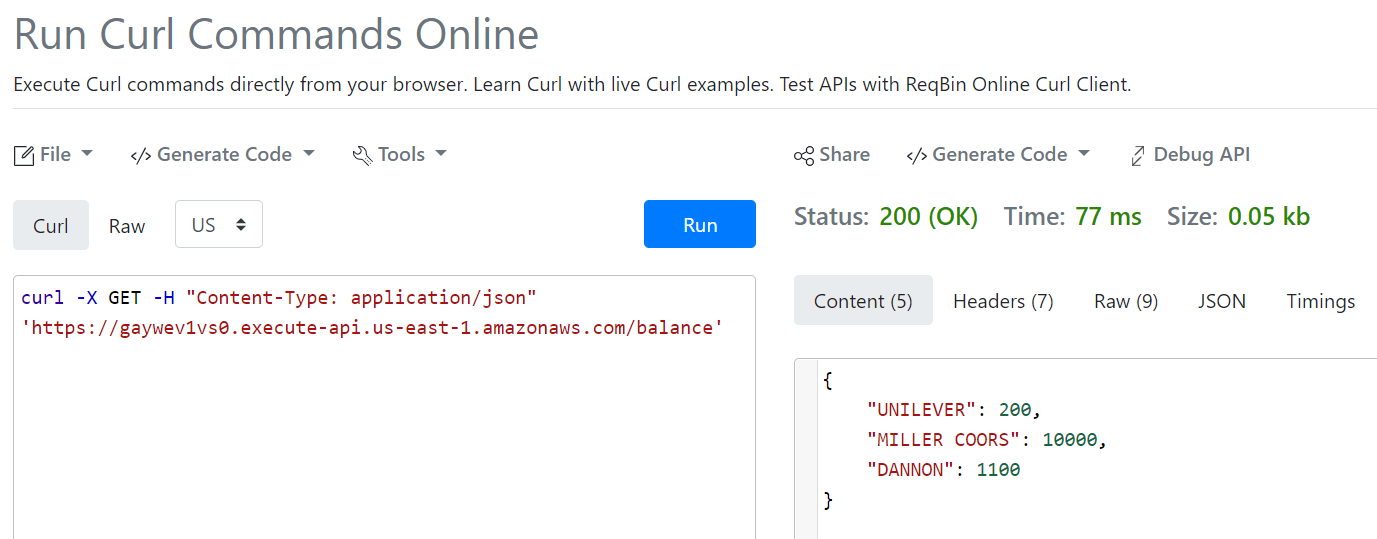 Run Curl Commands Online
Execute Curl commands directly from your browser. Learn Curl with live Curl examples. Test APIs with ReqBin Online Curl Client.
File
</> Generate Code
Tools
Share
</> Generate Code
Debug API
Curl
Raw
US
Run
curl -X GET -H "Content-Type: application/json"
'https://gaywev1vs0.execute-api.us-east-1.amazonaws.com/balance'
Status: 200 (OK) Time: 77 ms Size: 0.05 kb
Content (5)
Headers (7)
Raw (9)
JSON
Timings
{
"UNILEVER": 200,
"MILLER COORS": 10000,
"DANNON": 1100
}